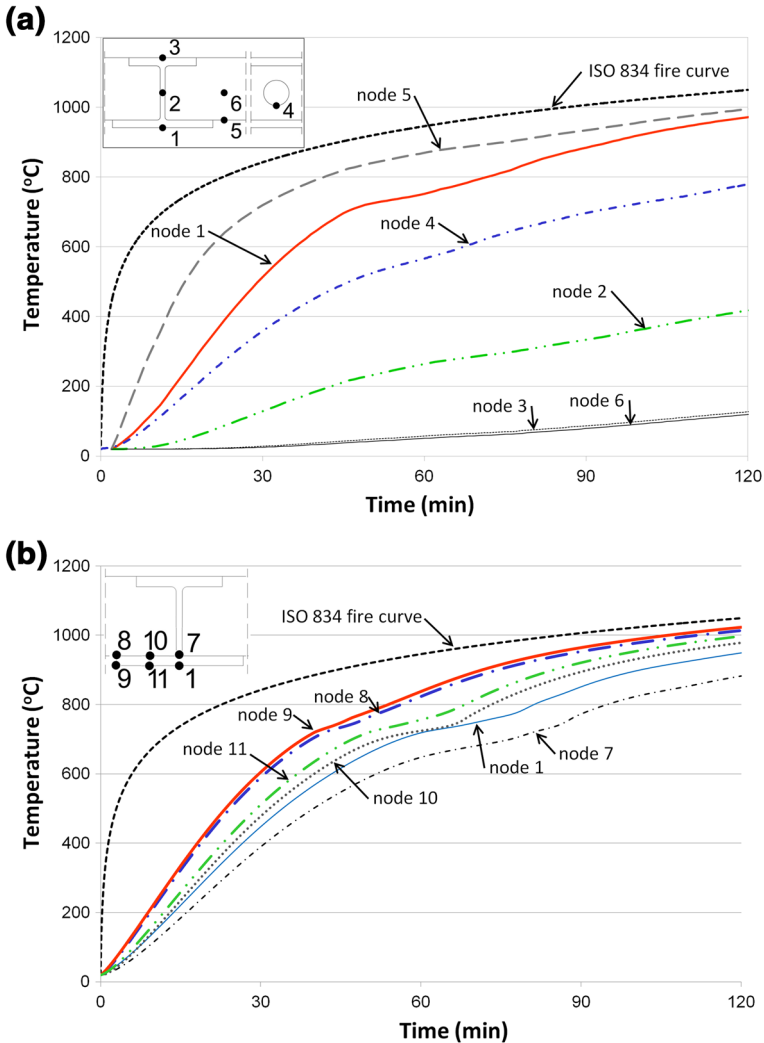 (a)
1200
1000
800
600
400
200
0
0 30 60 90 120
Temperature (ºC)
Time (min)
3
2
6
4
1
5
ISO 834 fire curve
node 5
node 1
node 4
node 2
node 3
node 6
(b)
1200
1000
800
600
400
200
0
0 30 60 90 120
Temperature (ºC)
Time (min)
8 10 7
9 11 1
ISO 834 fire curve
node 8
node 9
node 11
node 7
node 1
node 10